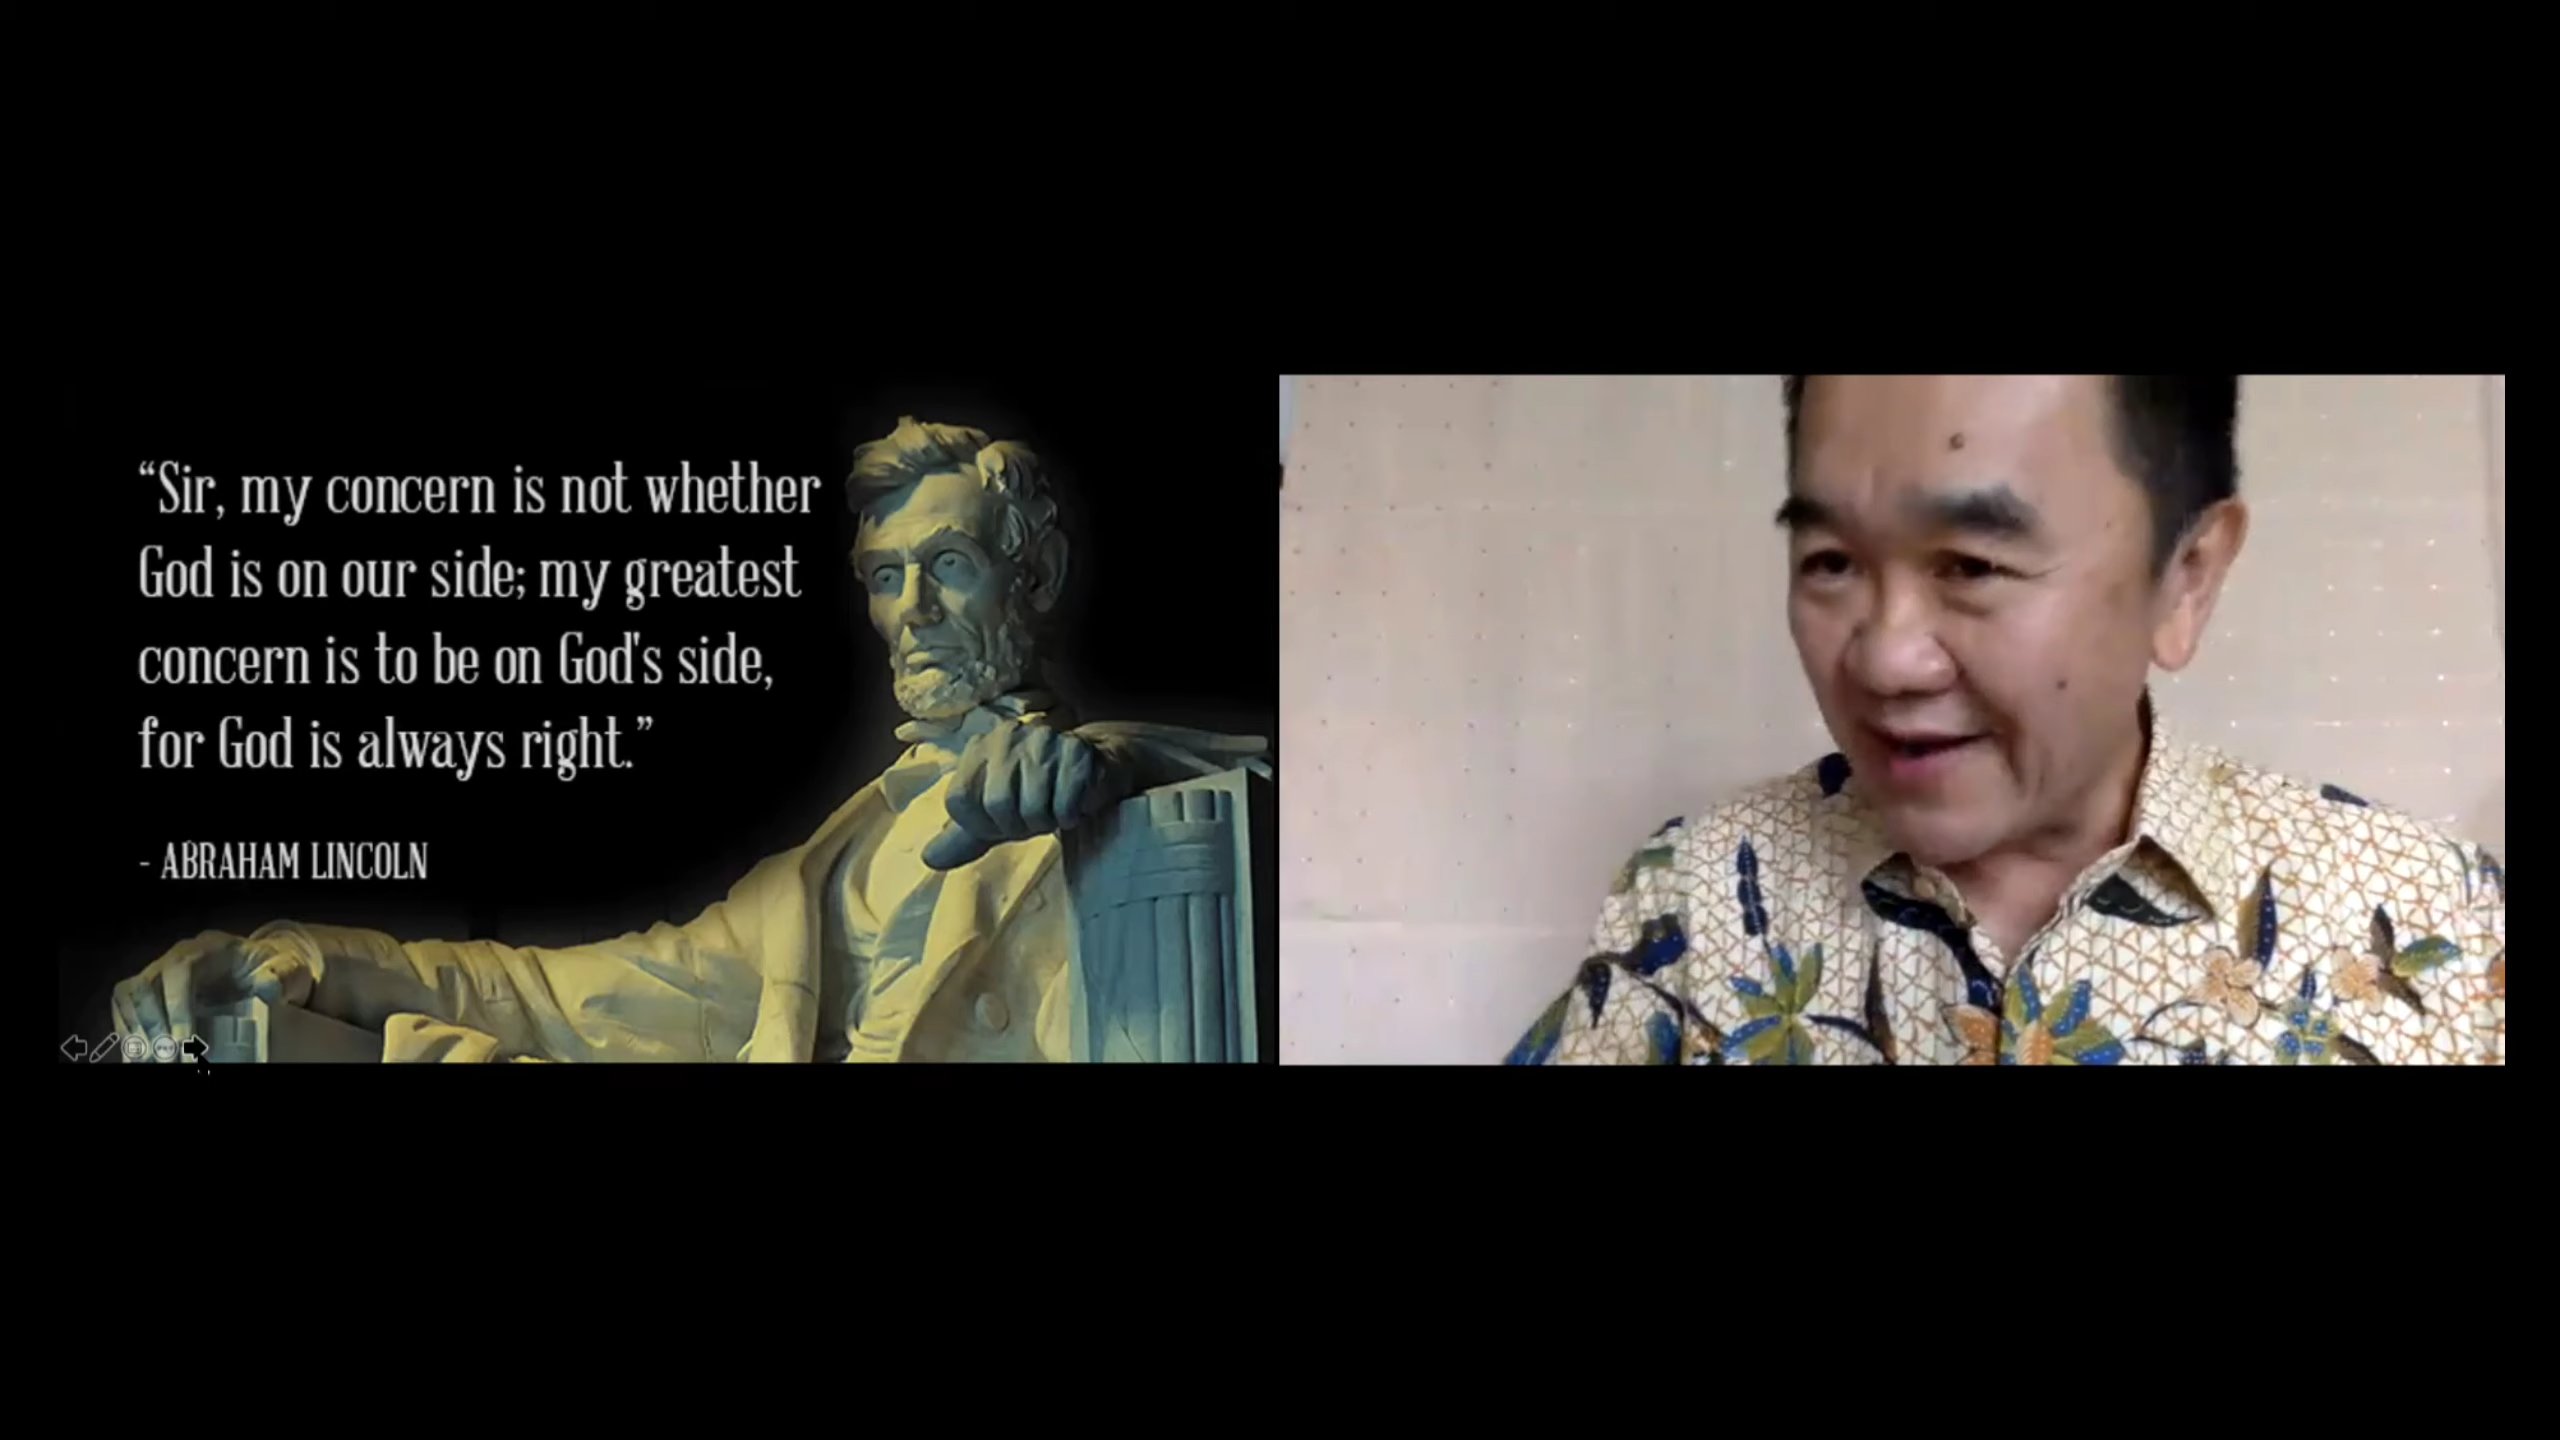 “Sir, my concern is not whether
God is on our side; my greatest
concern is to be on God's side,
for God is always right.”
- ABRAHAM LINCOLN